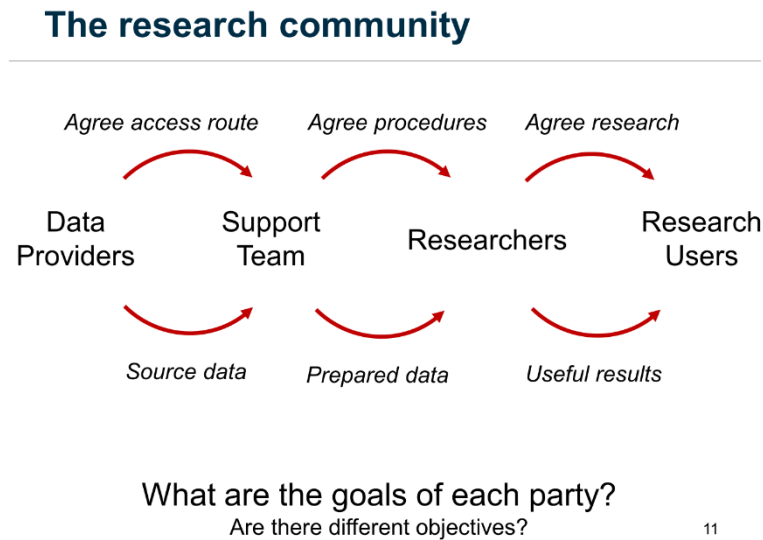 The research community
Agree access route
Agree procedures
Agree research
Data
Providers
Support
Team
Researchers
Research
Users
Source data
Prepared data
Useful results
What are the goals of each party?
Are there different objectives?
11